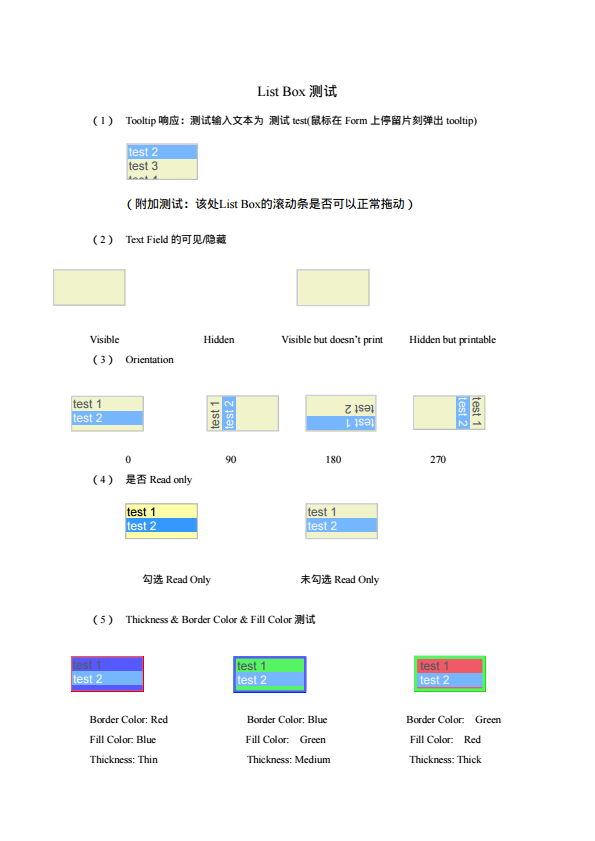 List Box 测试
（1） Tooltip 响应：测试输入文本为 测试 test(鼠标在 Form 上停留片刻弹出 tooltip)
test 2
test 3
test 4
（附加测试：该处List Box的滚动条是否可以正常拖动）
（2） Text Field 的可见/隐藏
Visible Hidden Visible but doesn't print Hidden but printable
（3） Orientation
test 1
test 2
test 1
test 2
test 1
test 2
test 1
test 2
0 90 180 270
（4） 是否 Read only
test 1
test 2
test 1
test 2
勾选 Read Only 未勾选 Read Only
（5） Thickness & Border Color & Fill Color 测试
test 1
test 2
test 1
test 2
test 1
test 2
Border Color: Red Border Color: Blue Border Color: Green
Fill Color: Blue Fill Color: Green Fill Color: Red
Thickness: Thin Thickness: Medium Thickness: Thick